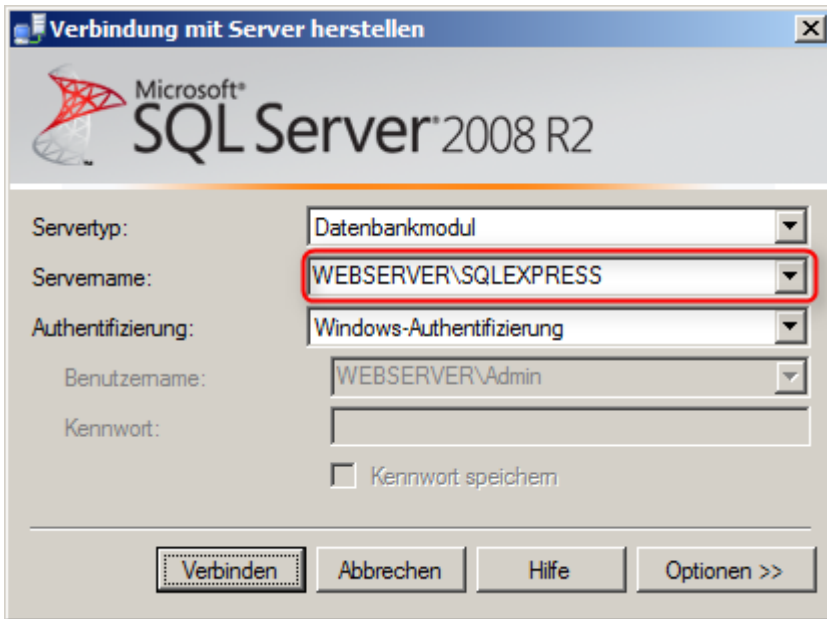 Verbindung mit Server herstellen
Microsoft®
SQL Server® 2008 R2
Servertyp: Datenbankmodul
Servername: WEBSERVER\SQLEXPRESS
Authentifizierung: Windows-Authentifizierung
Benutzername: WEBSERVER\Admin
Kennwort:
Kennwort speichern
Verbinden Abbrechen Hilfe Optionen >>